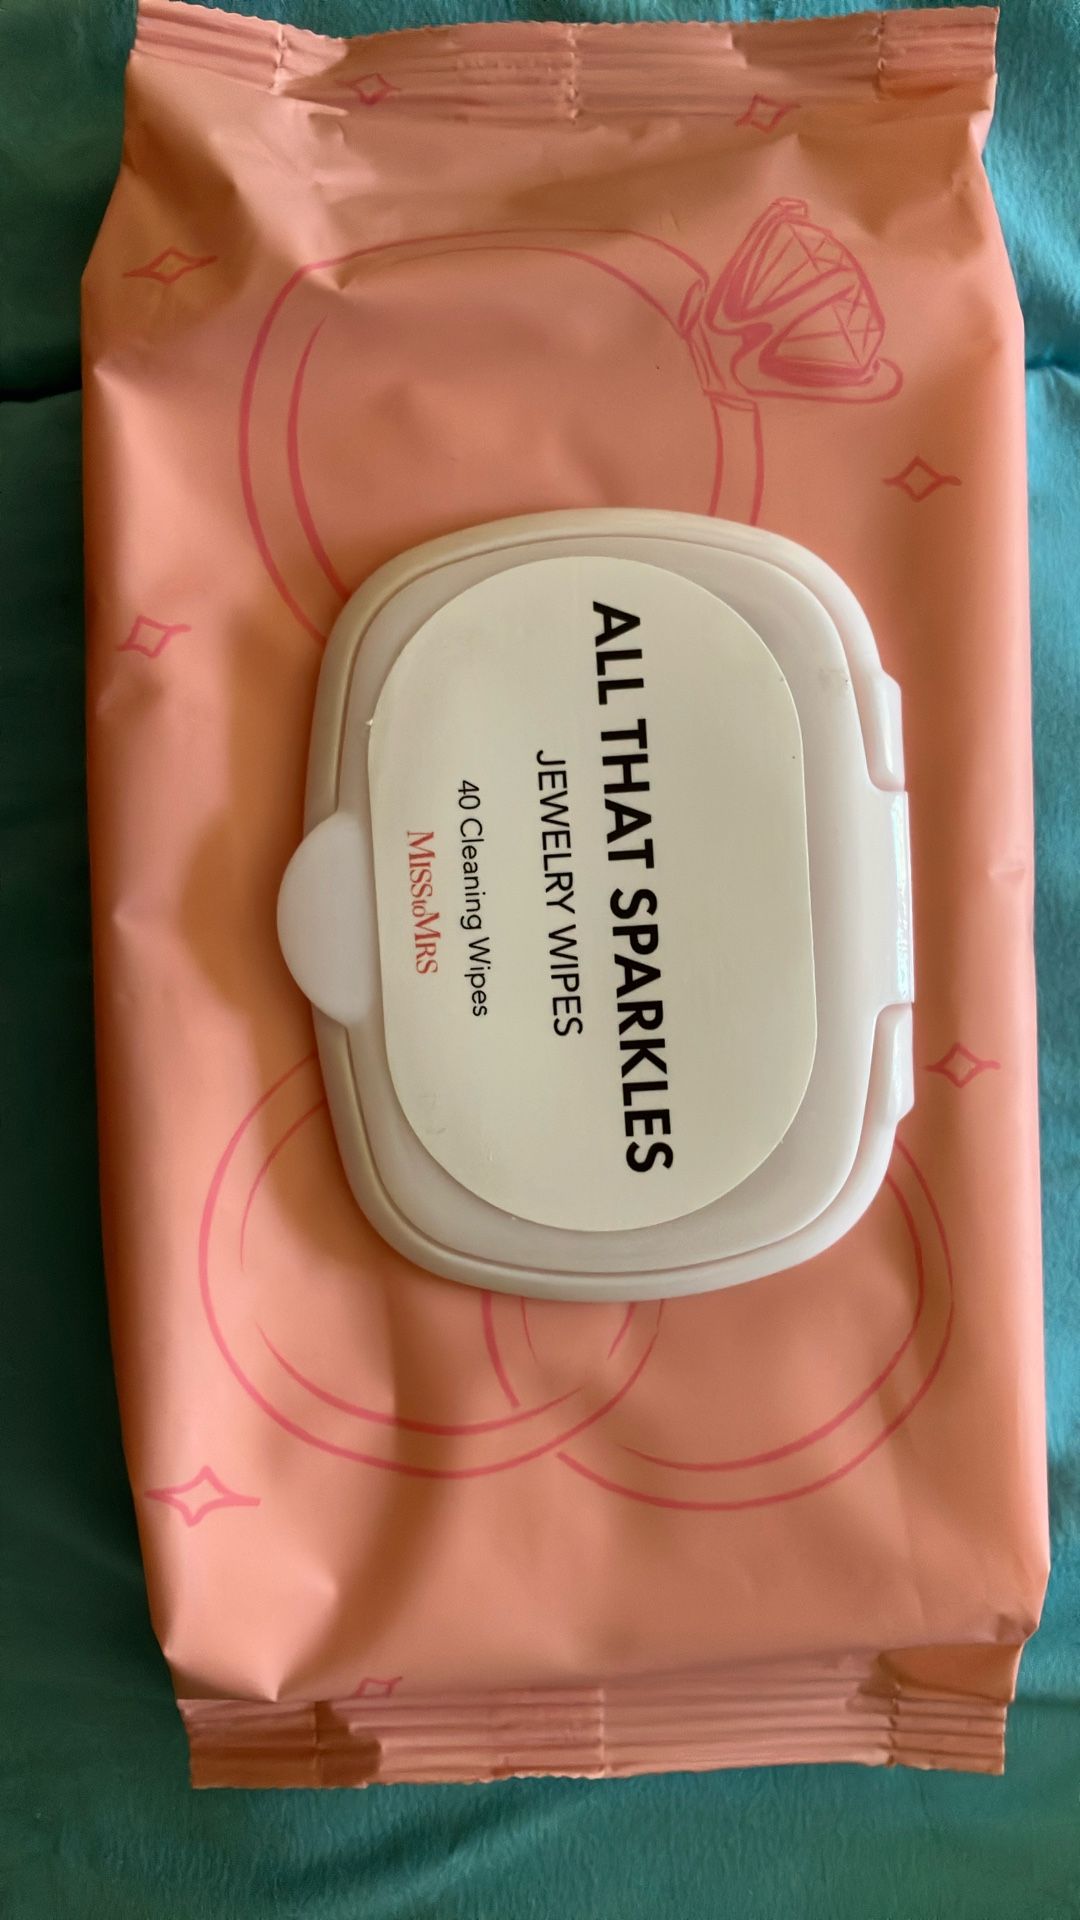 ALL THAT SPARKLES
JEWELRY WIPES
40 Cleaning Wipes
MISStoMRS